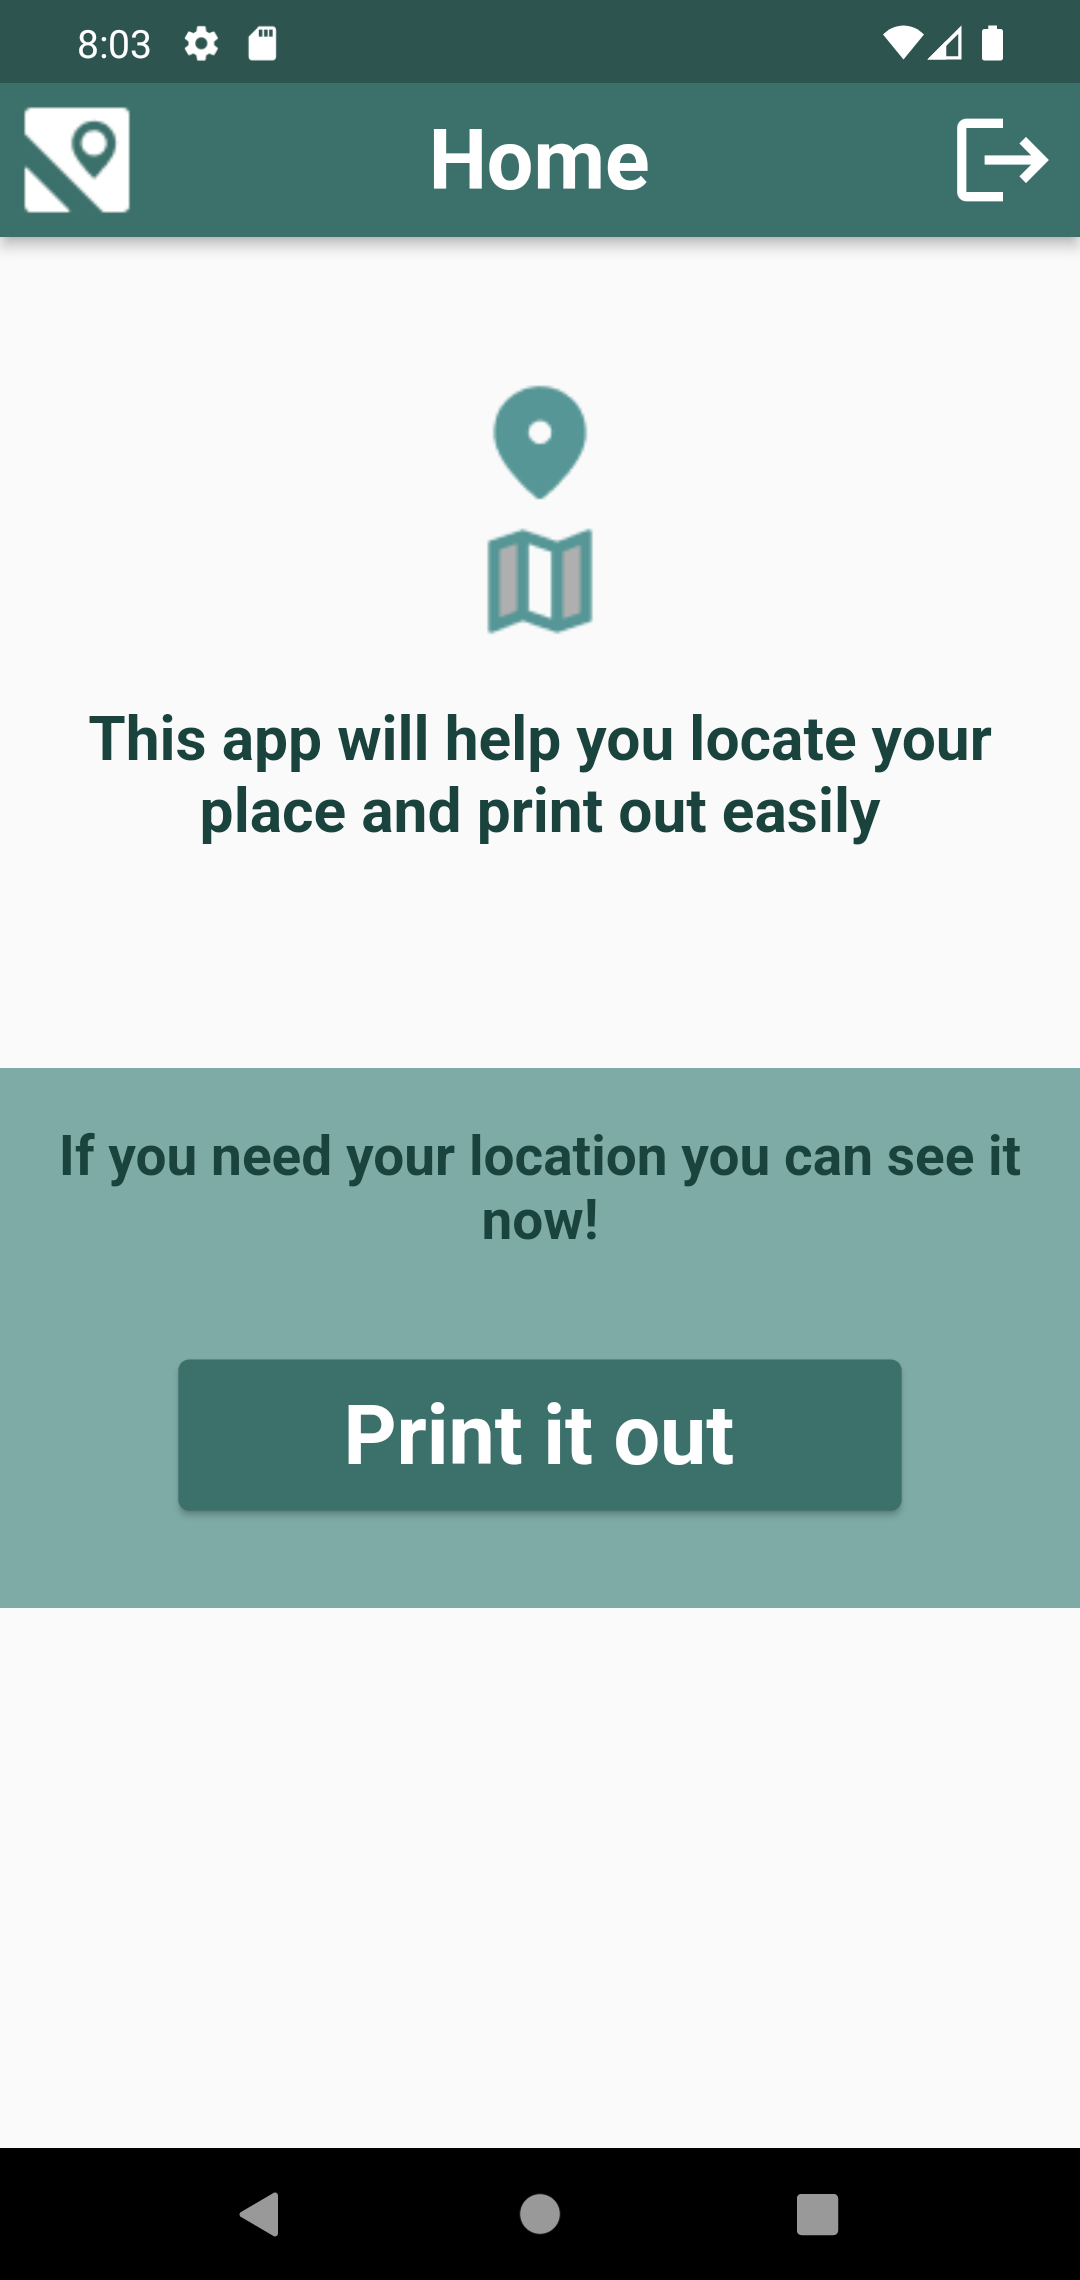 8:03
Home
This app will help you locate your
place and print out easily
If you need your location you can see it
now!
Print it out